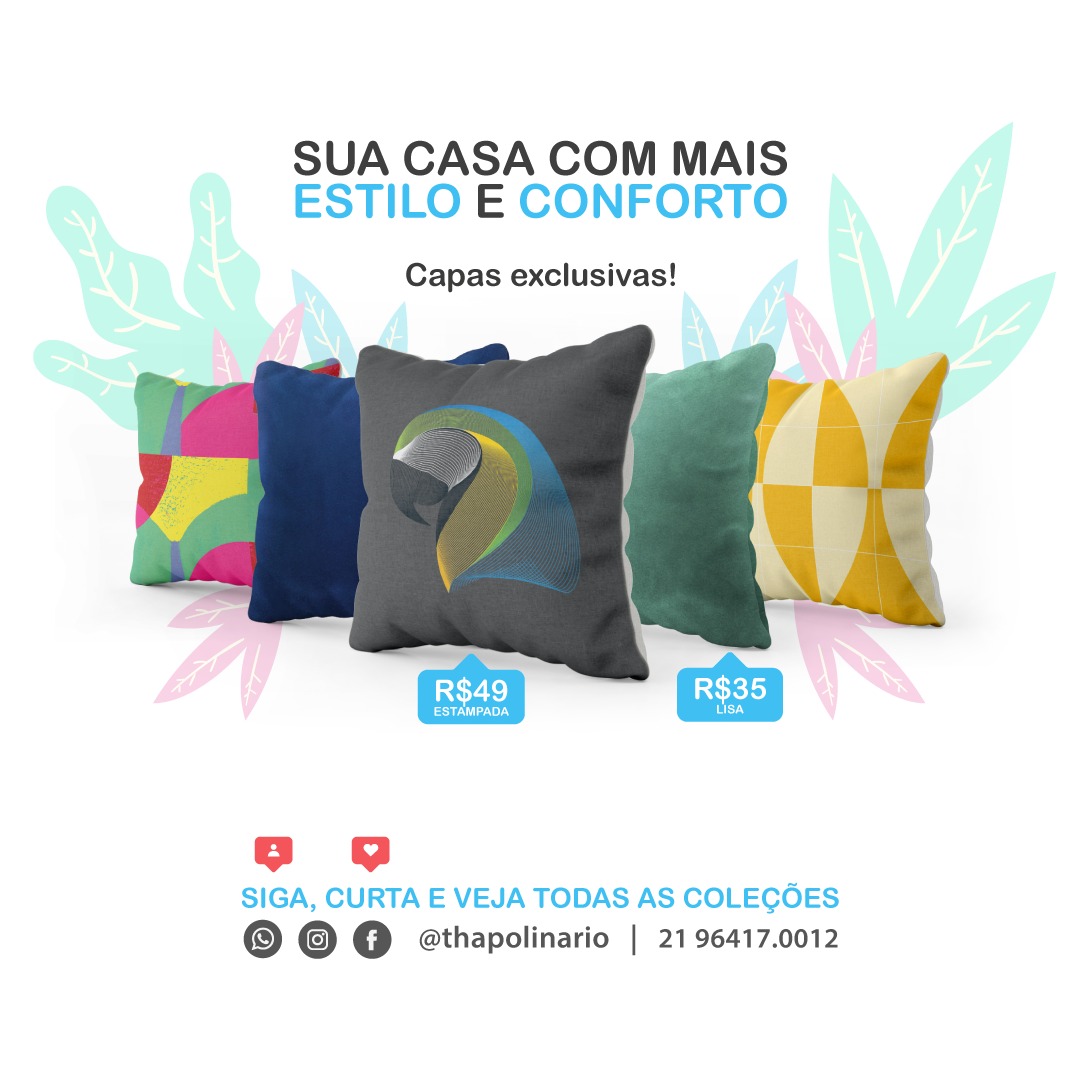 SUA CASA COM MAIS
ESTILO E CONFORTO
Capas exclusivas!
R$49
ESTAMPADA
R$35
LISA
SIGA, CURTA E VEJA TODAS AS COLEÇÕES
@thapolinario | 21 96417.0012